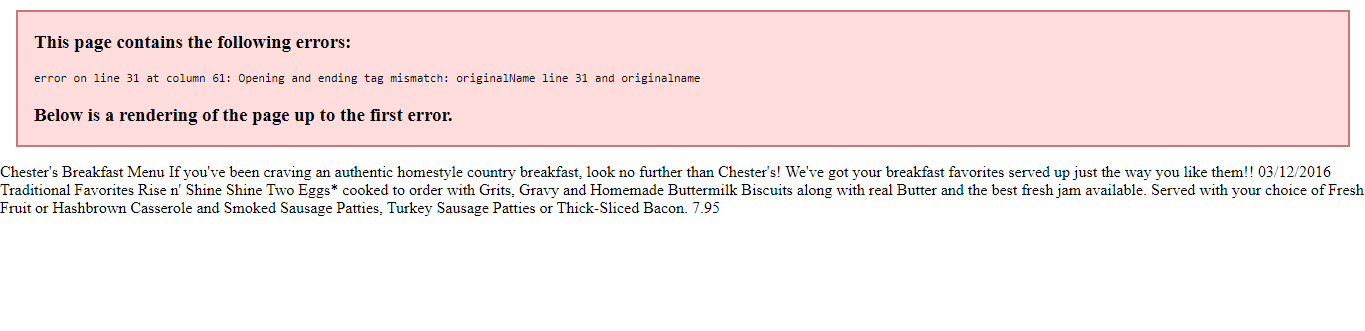 This page contains the following errors:
error on line 31 at column 61: Opening and ending tag mismatch: originalName line 31 and originalname
Below is a rendering of the page up to the first error.
Chester's Breakfast Menu If you've been craving an authentic homestyle country breakfast, look no further than Chester's! We've got your breakfast favorites served up just the way you like them!! 03/12/2016
Traditional Favorites Rise n' Shine Shine Two Eggs* cooked to order with Grits, Gravy and Homemade Buttermilk Biscuits along with real Butter and the best fresh jam available. Served with your choice of Fresh
Fruit or Hashbrown Casserole and Smoked Sausage Patties, Turkey Sausage Patties or Thick-Sliced Bacon. 7.95